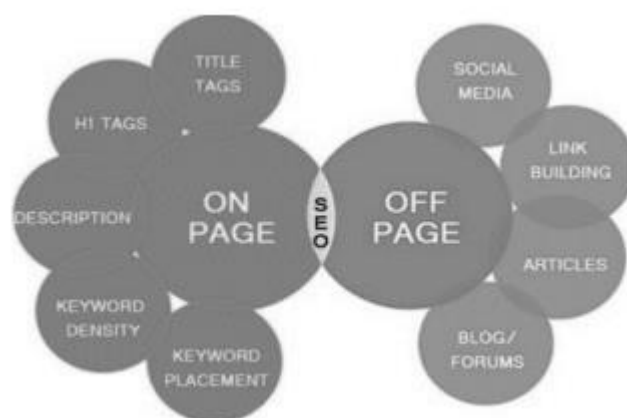 TITLE
TAGS
H1 TAGS
DESCRIPTION
KEYWORD
DENSITY
KEYWORD
PLACEMENT
ON
PAGE
SEO
OFF
PAGE
SOCIAL
MEDIA
LINK
BUILDING
ARTICLES
BLOG/
FORUMS